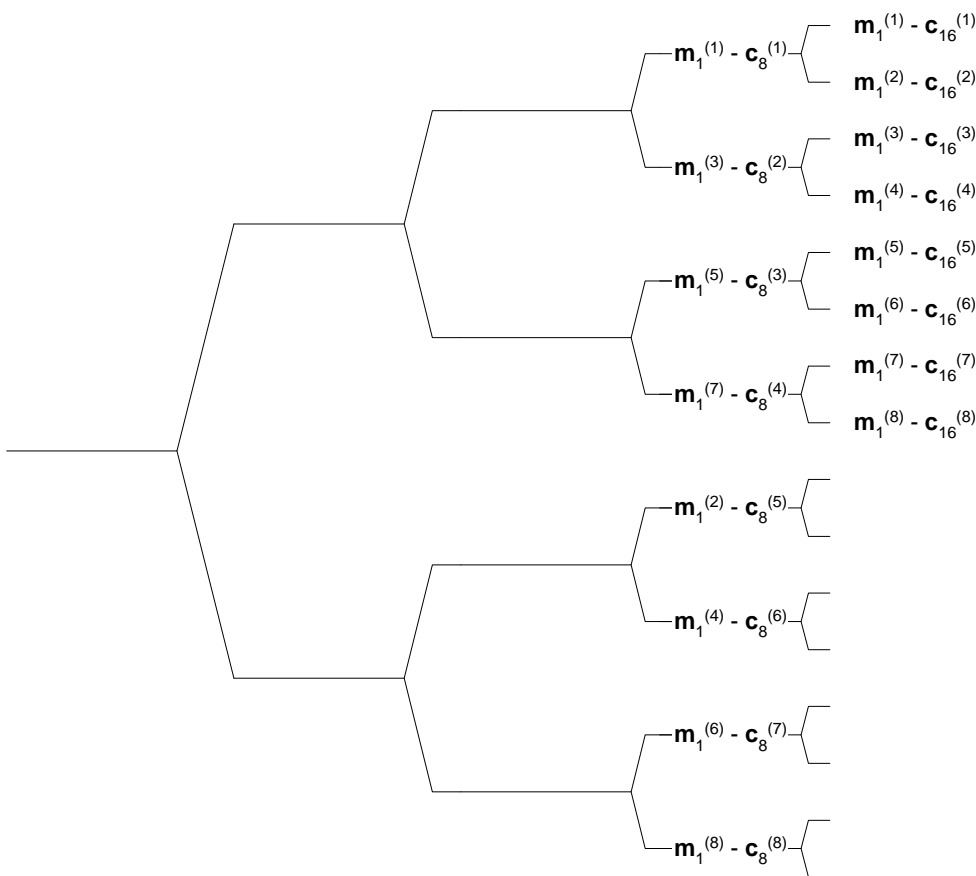 m₁⁽¹⁾ - c₁₆⁽¹⁾
m₁⁽¹⁾ - c₈⁽¹⁾
m₁⁽²⁾ - c₁₆⁽²⁾
m₁⁽³⁾ - c₁₆⁽³⁾
m₁⁽³⁾ - c₈⁽²⁾
m₁⁽⁴⁾ - c₁₆⁽⁴⁾
m₁⁽⁵⁾ - c₁₆⁽⁵⁾
m₁⁽⁵⁾ - c₈⁽³⁾
m₁⁽⁶⁾ - c₁₆⁽⁶⁾
m₁⁽⁷⁾ - c₁₆⁽⁷⁾
m₁⁽⁷⁾ - c₈⁽⁴⁾
m₁⁽⁸⁾ - c₁₆⁽⁸⁾
m₁⁽²⁾ - c₈⁽⁵⁾
m₁⁽⁴⁾ - c₈⁽⁶⁾
m₁⁽⁶⁾ - c₈⁽⁷⁾
m₁⁽⁸⁾ - c₈⁽⁸⁾